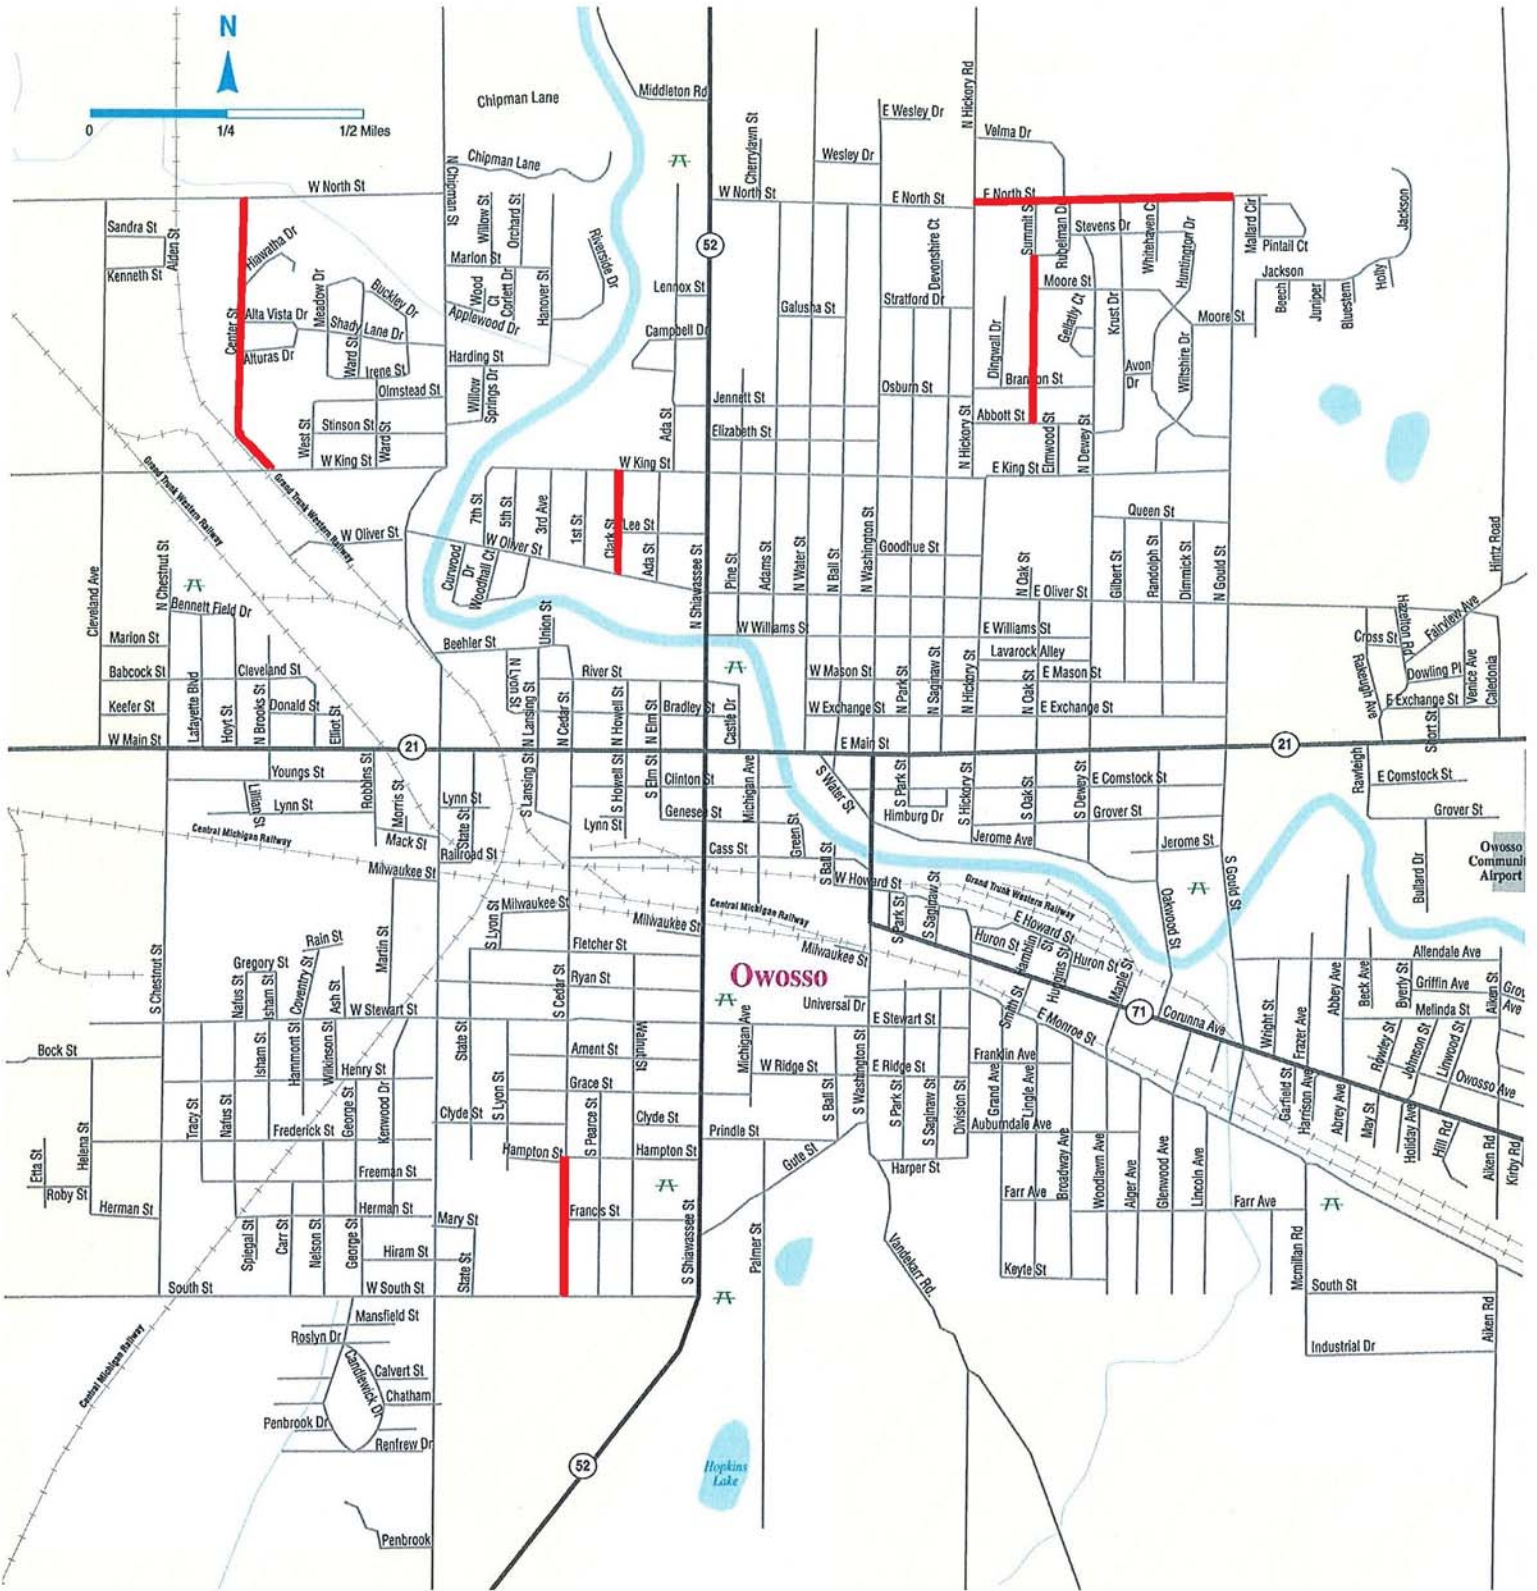 N
0 1/4 1/2 Miles
Chipman Lane
Middleton Rd
E Wesley Dr
N Hickory Rd
Velma Dr
Cherrylawn St
Wesley Dr
N Chipman St
Chipman Lane
W North St
W North St
E North St
E North St
Sandra St
Alden St
Kenneth St
Hiawatha Dr
Willow St
Orchard St
Riverside Dr
52
Devonshire Ct
Summit S
Rubelman D
Stevens Dr
Whitehaven C
Huntington Dr
Mallard Cir
Pintail Ct
Jackson
Marion St
Wood Ct
Corlett Dr
Hanover St
Applewood Dr
Meadow Dr
Buckley Dr
Center S
Alta Vista Dr
Shady Lane Dr
Alturas Dr
Ward St
Irene St
Lennox St
Campbell Dr
Galusha St
Stratford Dr
Moore St
Gellatly Ct
Krust Dr
Moore St
Jackson
Beech
Juniper
Bluestem
Holly
Harding St
Willow Springs Dr
Olmstead St
West St
Stinson St
Ward St
W King St
Ada St
Jennett St
Elizabeth St
Osburn St
Dingwall Dr
Avon Dr
Wiltshire Dr
Abbott St
N Hickory St
Elmwood St
N Dewey St
E King St
W King St
Grand Trunk Western Railway
Grand Trunk Western Railway
W Oliver St
7th St
5th St
3rd Ave
1st St
Clark St
Lee St
Ada St
W Oliver St
Curwood Dr
Woodhall Ct
N Shiawassee St
Pine St
Adams St
N Water St
N Ball St
N Washington St
Goodhue St
N Oak St
E Oliver St
Queen St
Gilbert St
Randolph St
Dimmick St
N Gould St
Hintz Road
Cleveland Ave
N Chestnut St
Bennett Field Dr
Marion St
Babcock St
Keefer St
W Main St
Lafayette Blvd
Hoyt St
N Brooks St
Cleveland St
Donald St
Elliot St
Beehler St
Union St
River St
N Lyon St
N Lansing St
N Cedar St
N Howell St
N Elm St
Bradley St
Castle Dr
W Williams St
E Williams St
Lavarock Alley
W Mason St
N Park St
N Saginaw St
N Hickory St
N Oak St
E Mason St
W Exchange St
E Exchange St
Cross St
Hazelton Rd
Fairview Ave
Rakaugh Ave
Dowling Pl
Venice Ave
Caledonia
E Exchange St
Short St
21
E Main St
21
Youngs St
Lillian St
Lynn St
Robbins St
Morris St
Mack St
Lynn St
State St
Railroad St
S Lansing St
Lynn St
S Howell St
S Elm St
Clinton St
Genesee St
Michigan Ave
Green St
Cass St
S Ball St
S Water St
S Park St
Himburg Dr
S Hickory St
S Oak St
S Dewey St
E Comstock St
Grover St
Jerome Ave
Jerome St
Rawleigh
E Comstock St
Grover St
Bullard Dr
Owosso
Communit
Airport
Central Michigan Railway
Milwaukee St
W Howard St
Grand Trunk Western Railway
S Gould St
Oakwood St
S Lyon St
Milwaukee St
Milwaukee St
Central Michigan Railway
Milwaukee St
S Park St
S Saginaw St
E Howard St
Huron St
Hamblin St
Huggins St
Huron St
Maple St
Smith St
Owosso
S Chestnut St
Rain St
Gregory St
Nafus St
Isham St
Coventry St
Ash St
Martin St
W Stewart St
Fletcher St
S Cedar St
Ryan St
Universal Dr
E Stewart St
E Monroe St
71
Corunna Ave
Wright St
Frazer Ave
Abbey Ave
Beck Ave
Byerly St
Allendale Ave
Griffin Ave
Melinda St
Aiken St
Ave
Bock St
Isham St
Hammont St
Wilkinson St
Henry St
State St
Ament St
Walnut St
Michigan Ave
W Ridge St
S Washington St
E Ridge St
Franklin Ave
Rowley St
Johnson St
Linwood St
Owosso Ave
Tracy St
Nafus St
Frederick St
George St
Kenwood Dr
Clyde St
S Lyon St
Grace St
S Pearce St
Clyde St
Prindle St
S Ball St
S Park St
S Saginaw St
Division St
Grand Ave
Lingle Ave
Auburndale Ave
Garfield St
Harrison Ave
Abrey Ave
May St
Holiday Ave
Hill Rd
Aiken Rd
Kirby Rd
Etta St
Helena St
Roby St
Herman St
Freeman St
Hampton St
Hampton St
Gute St
Harper St
Broadway Ave
Woodlawn Ave
Alger Ave
Glenwood Ave
Lincoln Ave
Farr Ave
Farr Ave
Herman St
Mary St
Francis St
S Shiawassee St
Spiegal St
Carr St
Nelson St
George St
Hiram St
State St
Palmer St
Vandekarr Rd.
Keyte St
Mcmillan Rd
South St
South St
W South St
Mansfield St
Roslyn Dr
Candlewick Dr
Calvert St
Chatham
Penbrook Dr
Renfrew Dr
Central Michigan Railway
Industrial Dr
Aiken Rd
52
Hopkins
Lake
Penbrook